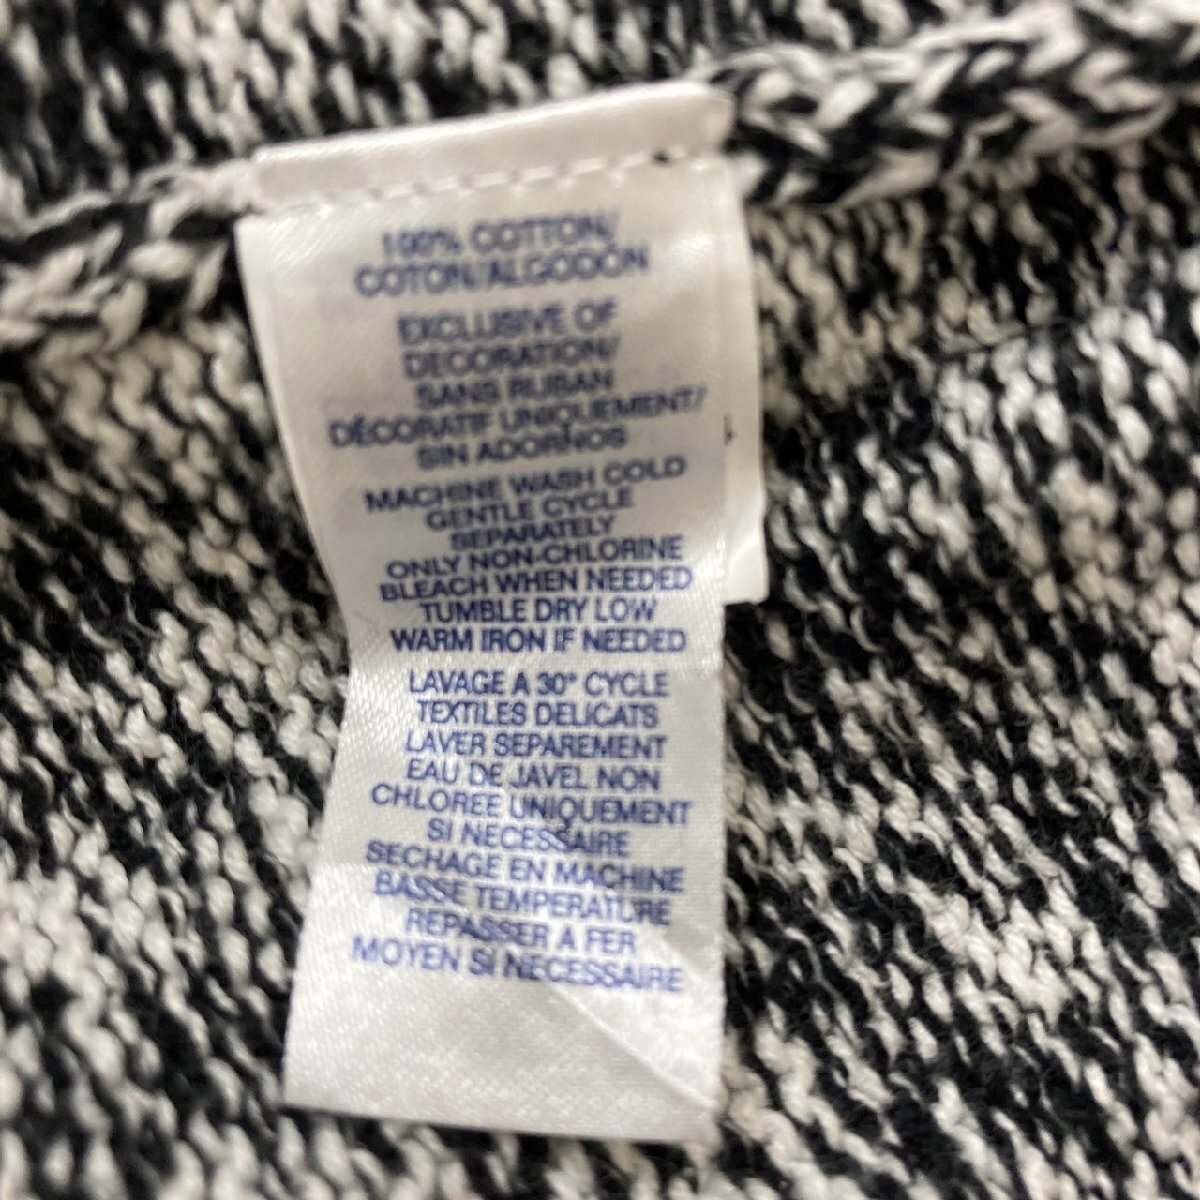 100% COTTON/
COTON/ALGODÓN
EXCLUSIVE OF
DECORATION/
SANS RUBAN
DÉCORATIF UNIQUEMENT/
SIN ADORNOS
MACHINE WASH COLD
GENTLE CYCLE
SEPARATELY
ONLY NON-CHLORINE
BLEACH WHEN NEEDED
TUMBLE DRY LOW
WARM IRON IF NEEDED
LAVAGE A 30° CYCLE
TEXTILES DELICATS
LAVER SEPAREMENT
EAU DE JAVEL NON
CHLOREE UNIQUEMENT
SI NECESSAIRE
SECHAGE EN MACHINE
BASSE TEMPERATURE
REPASSER A FER
MOYEN SI NECESSAIRE